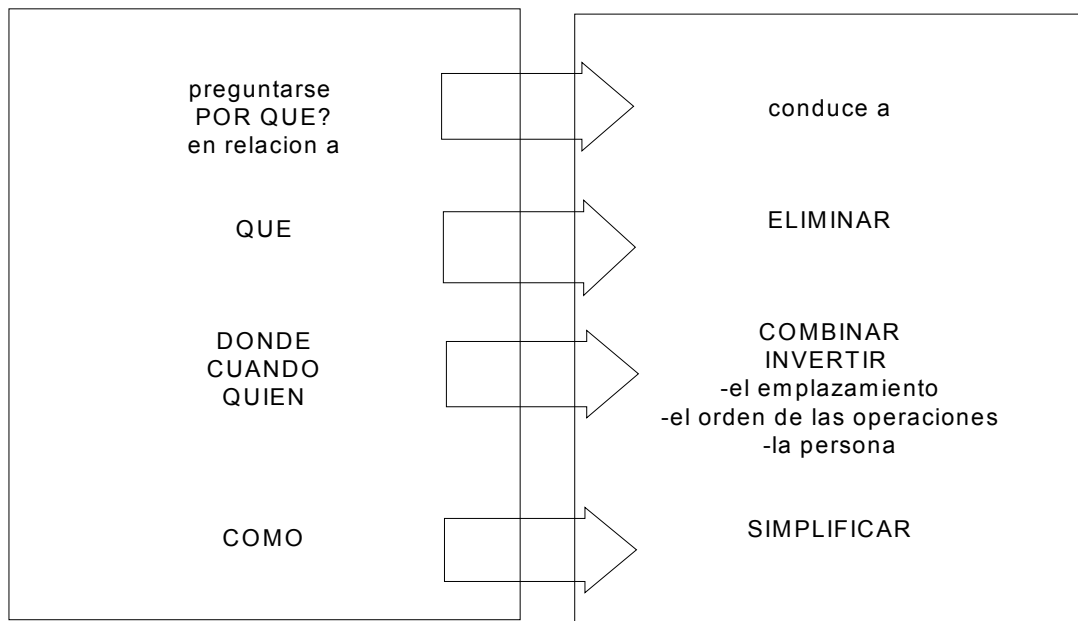 preguntarse
POR QUE?
en relacion a
conduce a
QUE
ELIMINAR
DONDE
CUANDO
QUIEN
COMBINAR
INVERTIR
-el emplazamiento
-el orden de las operaciones
-la persona
COMO
SIMPLIFICAR